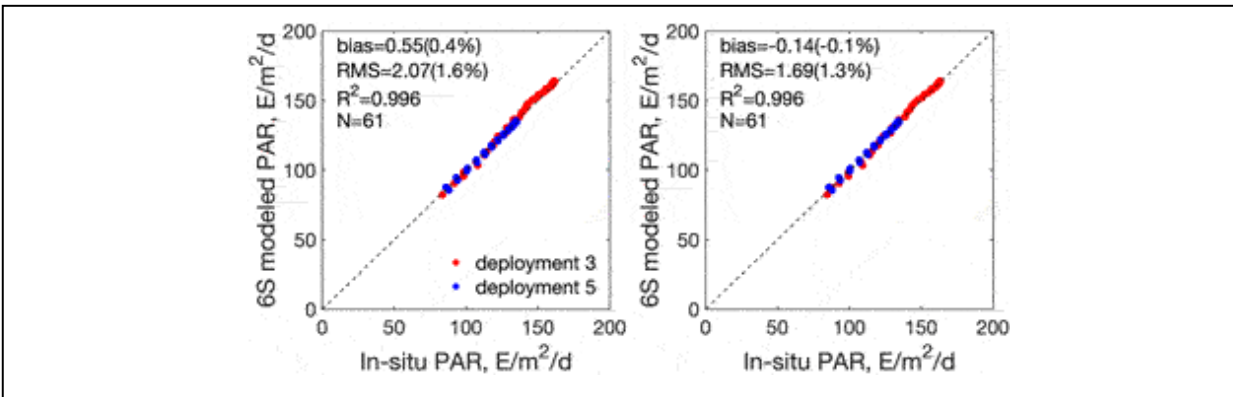 200
150
100
50
0
6S modeled PAR, E/m²/d
bias=0.55(0.4%)
RMS=2.07(1.6%)
R²=0.996
N=61
deployment 3
deployment 5
0 50 100 150 200
In-situ PAR, E/m²/d
200
150
100
50
0
6S modeled PAR, E/m²/d
bias=-0.14(-0.1%)
RMS=1.69(1.3%)
R²=0.996
N=61
0 50 100 150 200
In-situ PAR, E/m²/d